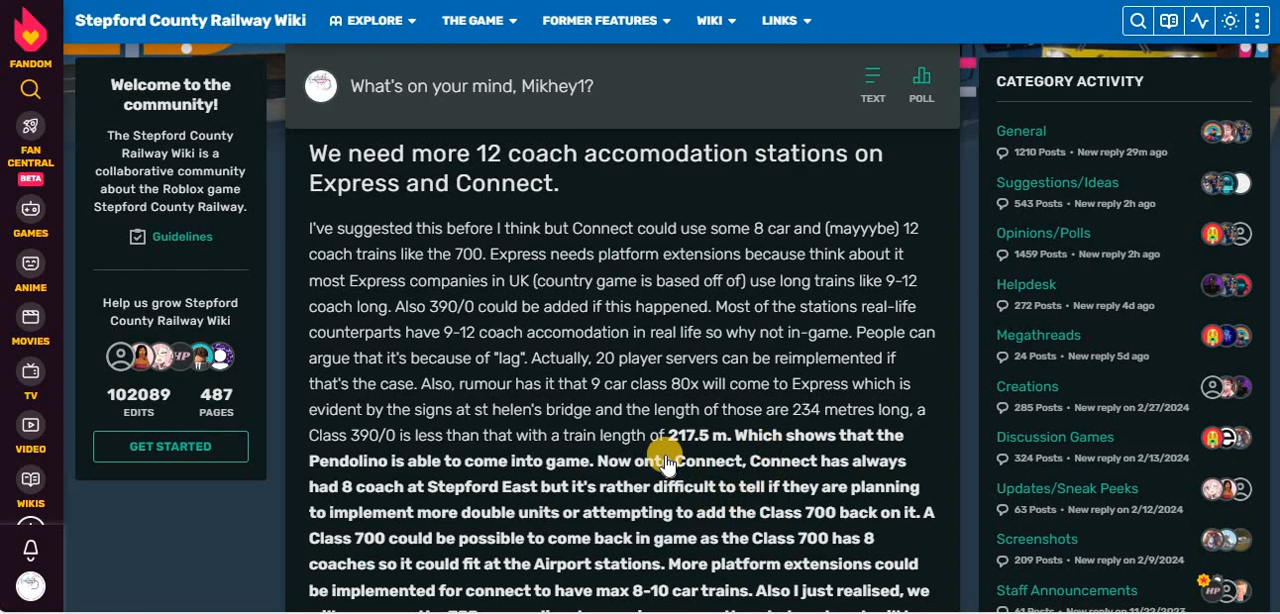 Stepford County Railway Wiki
EXPLORE
THE GAME
FORMER FEATURES
WIKI
LINKS
FANDOM
FAN
CENTRAL
BETA
GAMES
ANIME
MOVIES
TV
VIDEO
WIKIS
Welcome to the
community!
The Stepford County
Railway Wiki is a
collaborative community
about the Roblox game
Stepford County Railway.
Guidelines
Help us grow Stepford
County Railway Wiki
HP
102089
EDITS
487
PAGES
GET STARTED
What's on your mind, Mikhey1?
TEXT
POLL
We need more 12 coach accomodation stations on
Express and Connect.
I've suggested this before I think but Connect could use some 8 car and (mayyybe) 12
coach trains like the 700. Express needs platform extensions because think about it
most Express companies in UK (country game is based off of) use long trains like 9-12
coach long. Also 390/0 could be added if this happened. Most of the stations real-life
counterparts have 9-12 coach accomodation in real life so why not in-game. People can
argue that it's because of "lag". Actually, 20 player servers can be reimplemented if
that's the case. Also, rumour has it that 9 car class 80x will come to Express which is
evident by the signs at st helen's bridge and the length of those are 234 metres long, a
Class 390/0 is less than that with a train length of 217.5 m. Which shows that the
Pendolino is able to come into game. Now onto Connect, Connect has always
had 8 coach at Stepford East but it's rather difficult to tell if they are planning
to implement more double units or attempting to add the Class 700 back on it. A
Class 700 could be possible to come back in game as the Class 700 has 8
coaches so it could fit at the Airport stations. More platform extensions could
be implemented for connect to have max 8-10 car trains. Also I just realised, we
CATEGORY ACTIVITY
General
1210 Posts • New reply 29m ago
Suggestions/Ideas
543 Posts • New reply 2h ago
Opinions/Polls
1459 Posts • New reply 2h ago
Helpdesk
272 Posts • New reply 4d ago
Megathreads
24 Posts • New reply 5d ago
Creations
285 Posts • New reply on 2/27/2024
Discussion Games
324 Posts • New reply on 2/13/2024
Updates/Sneak Peeks
63 Posts • New reply on 2/12/2024
Screenshots
209 Posts • New reply on 2/9/2024
Staff Announcements
HP
61 Posts • New reply on 11/22/2023